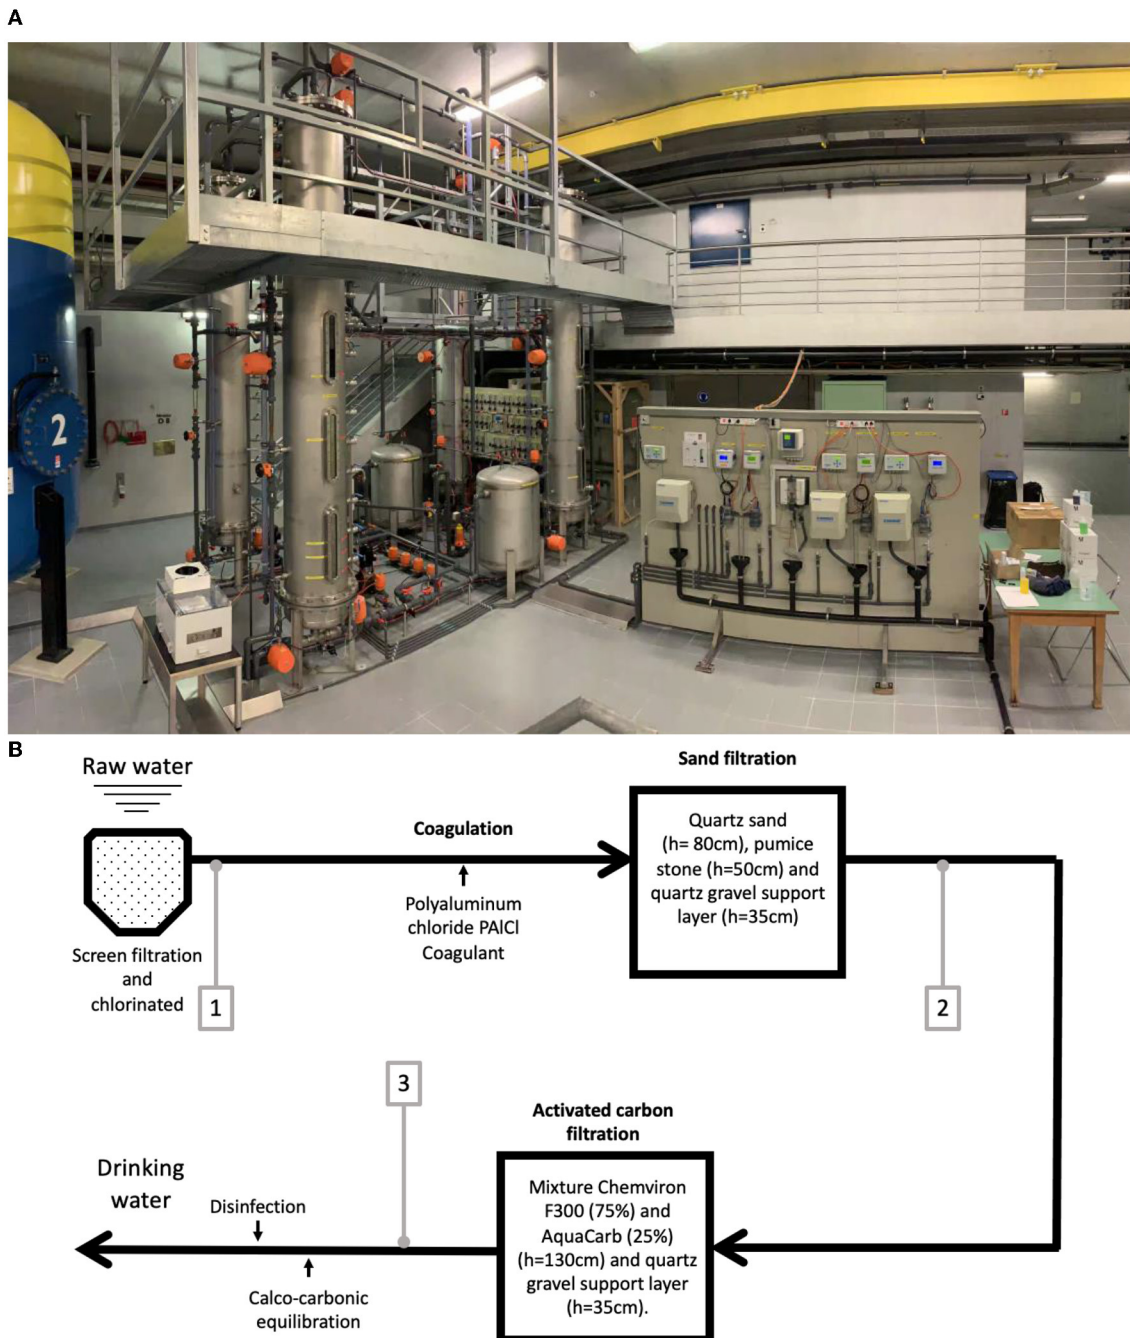 A
2
B
Raw water
Screen filtration
and
chlorinated
1
Coagulation
Polyaluminum
chloride PAlCl
Coagulant
Sand filtration
Quartz sand
(h= 80cm), pumice
stone (h=50cm) and
quartz gravel support
layer (h=35cm)
2
3
Activated carbon
filtration
Mixture Chemviron
F300 (75%) and
AquaCarb (25%)
(h=130cm) and quartz
gravel support layer
(h=35cm).
Drinking
water
Disinfection
Calco-carbonic
equilibration